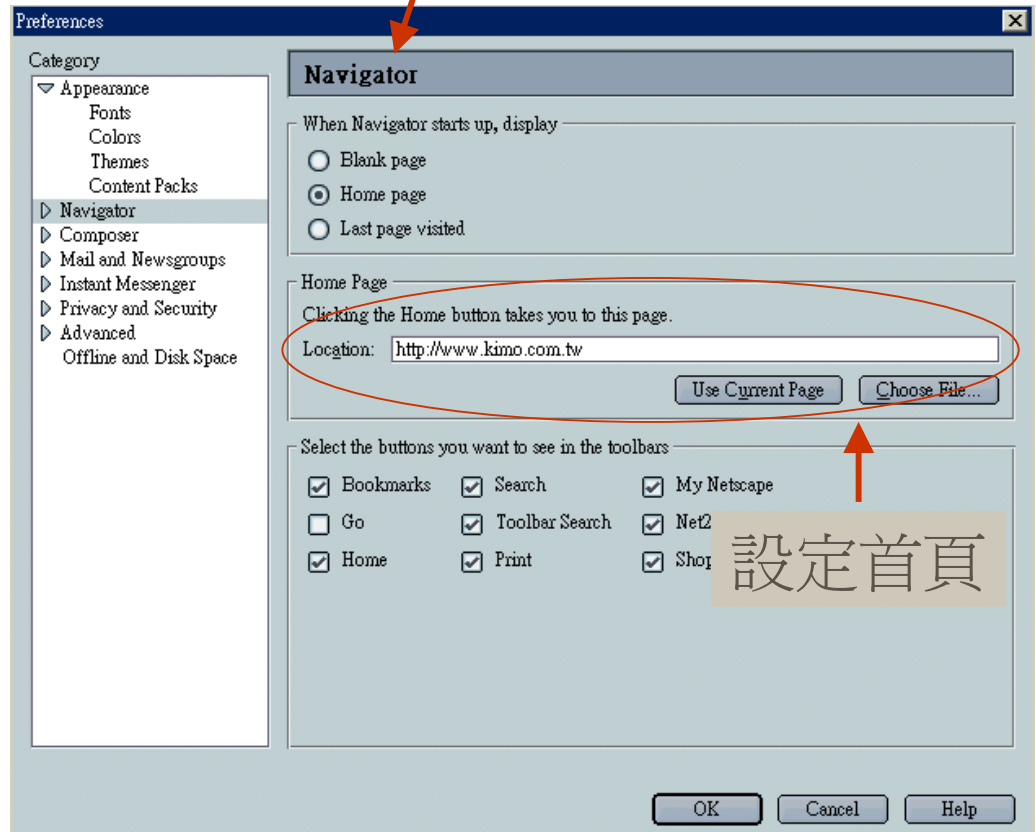 Preferences
Category
Appearance
Fonts
Colors
Themes
Content Packs
Navigator
Composer
Mail and Newsgroups
Instant Messenger
Privacy and Security
Advanced
Offline and Disk Space
Navigator
When Navigator starts up, display
Blank page
Home page
Last page visited
Home Page
Clicking the Home button takes you to this page.
Location: http://www.kimo.com.tw
Use Current Page Choose File...
Select the buttons you want to see in the toolbars
Bookmarks Search My Netscape
Go Toolbar Search
Home Print
設定首頁
OK Cancel Help